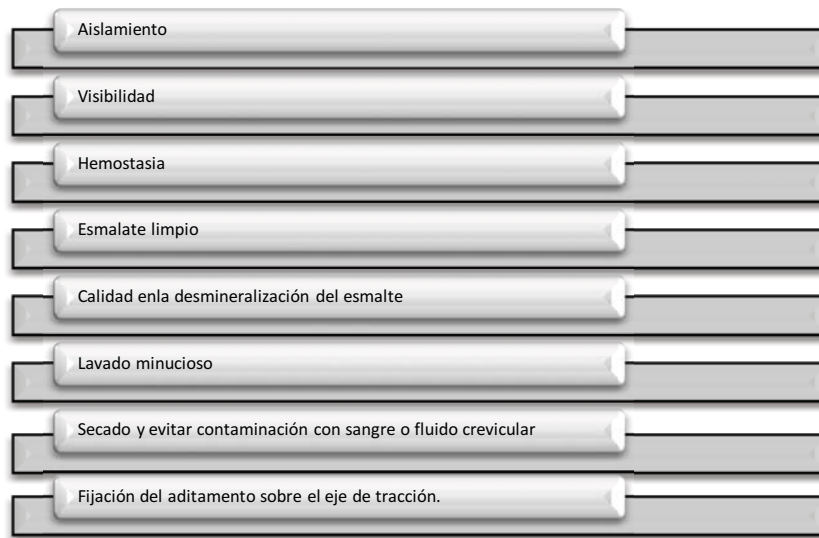 Aislamiento
Visibilidad
Hemostasia
Esmalate limpio
Calidad enla desmineralización del esmalte
Lavado minucioso
Secado y evitar contaminación con sangre o fluido crevicular
Fijación del aditamento sobre el eje de tracción.